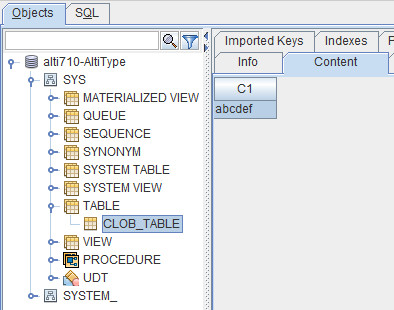 Objects SQL
Imported Keys Indexes F
Info Content
alti710-AltiType
SYS
MATERIALIZED VIEW
QUEUE
SEQUENCE
SYNONYM
SYSTEM TABLE
SYSTEM VIEW
TABLE
CLOB_TABLE
VIEW
PROCEDURE
UDT
SYSTEM_
C1
abcdef